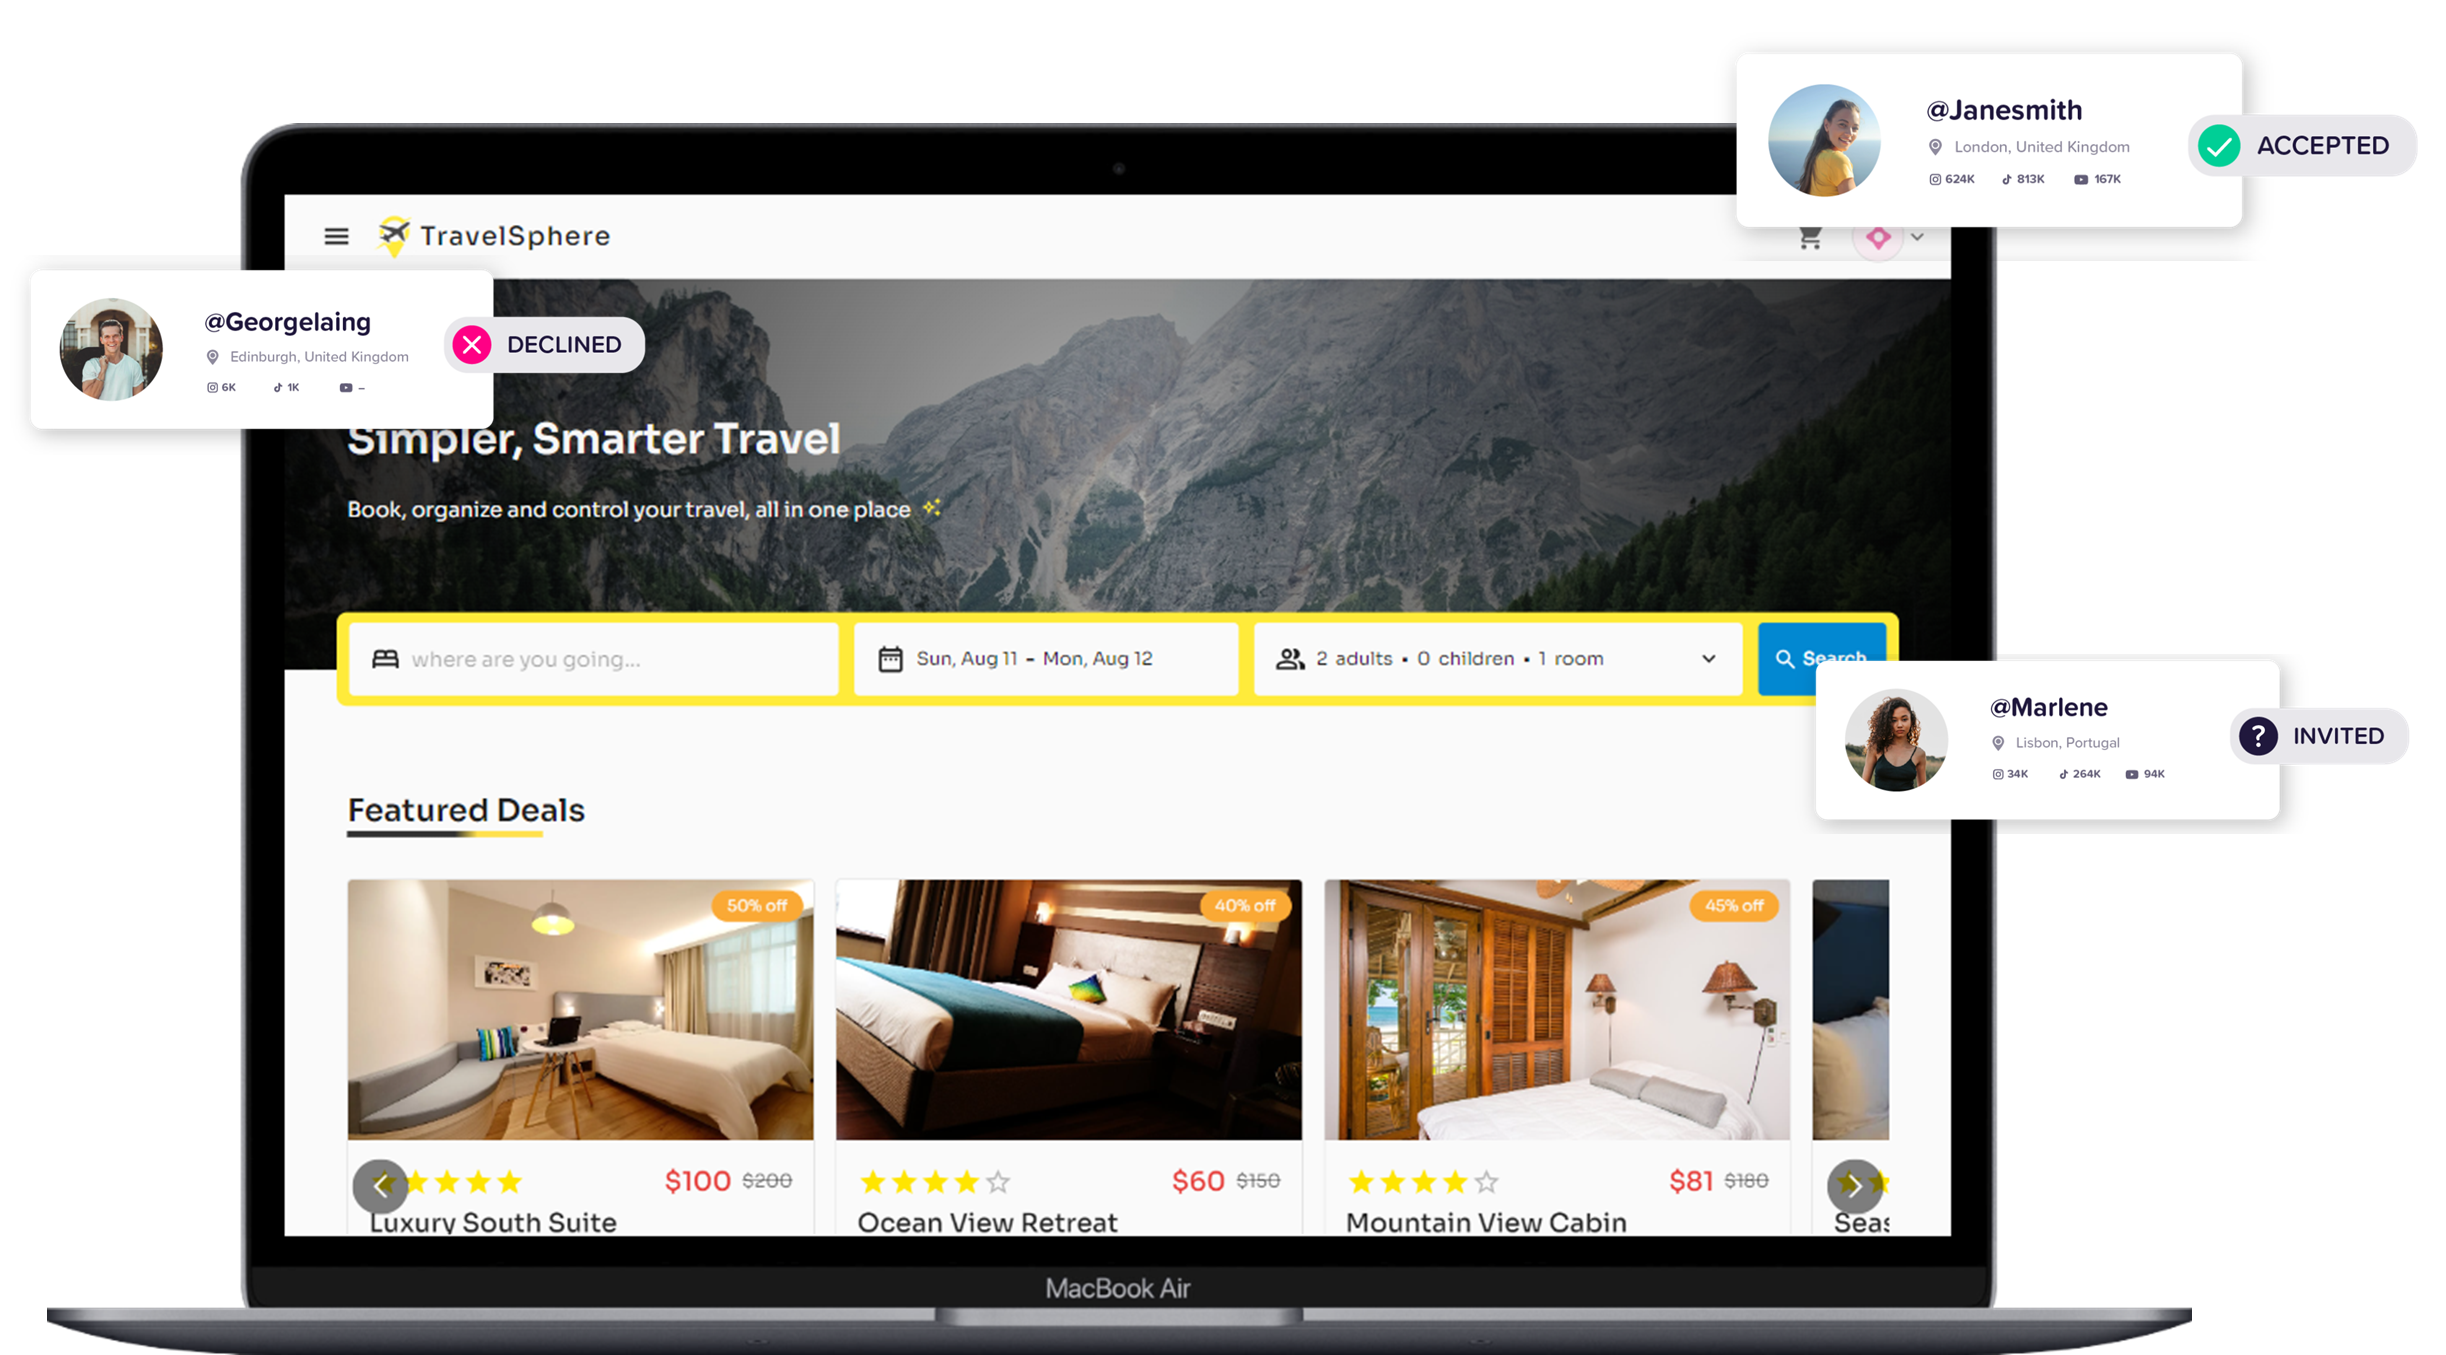 @Janesmith
London, United Kingdom
624K 813K 167K
ACCEPTED
TravelSphere
@Georgelaing
Edinburgh, United Kingdom
6K 1K –
DECLINED
Simpler, Smarter Travel
Book, organize and control your travel, all in one place
where are you going...
Sun, Aug 11 - Mon, Aug 12
2 adults • 0 children • 1 room
Search
@Marlene
Lisbon, Portugal
34K 264K 94K
INVITED
Featured Deals
50% off
40% off
45% off
$100 $200
Luxury South Suite
$60 $150
Ocean View Retreat
$81 $180
Mountain View Cabin
Seas
MacBook Air